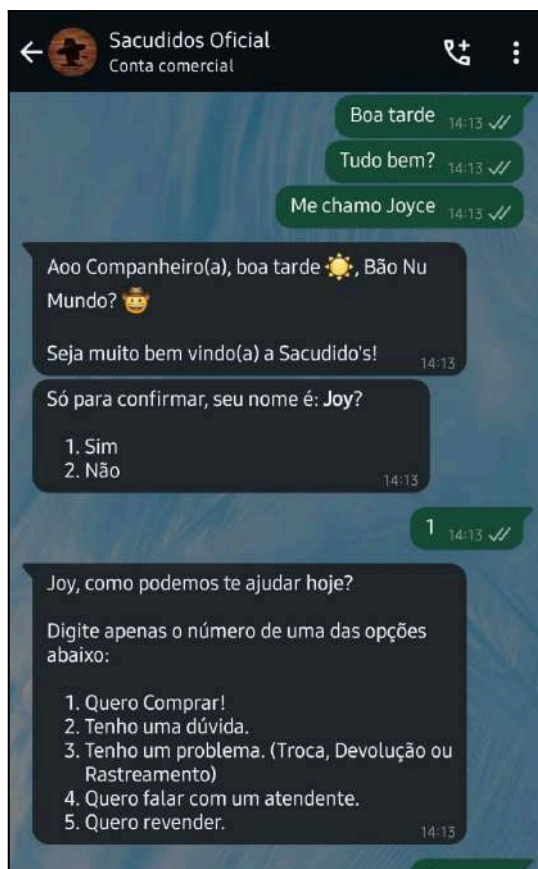 Sacudidos Oficial
Conta comercial
Boa tarde 14:13
Tudo bem? 14:13
Me chamo Joyce 14:13
Aoo Companheiro(a), boa tarde ☀️, Bão Nu
Mundo? 🤠
Seja muito bem vindo(a) a Sacudido's!
14:13
Só para confirmar, seu nome é: Joy?
1. Sim
2. Não
14:13
1 14:13
Joy, como podemos te ajudar hoje?
Digite apenas o número de uma das opções
abaixo:
1. Quero Comprar!
2. Tenho uma dúvida.
3. Tenho um problema. (Troca, Devolução ou
Rastreamento)
4. Quero falar com um atendente.
5. Quero revender.
14:13